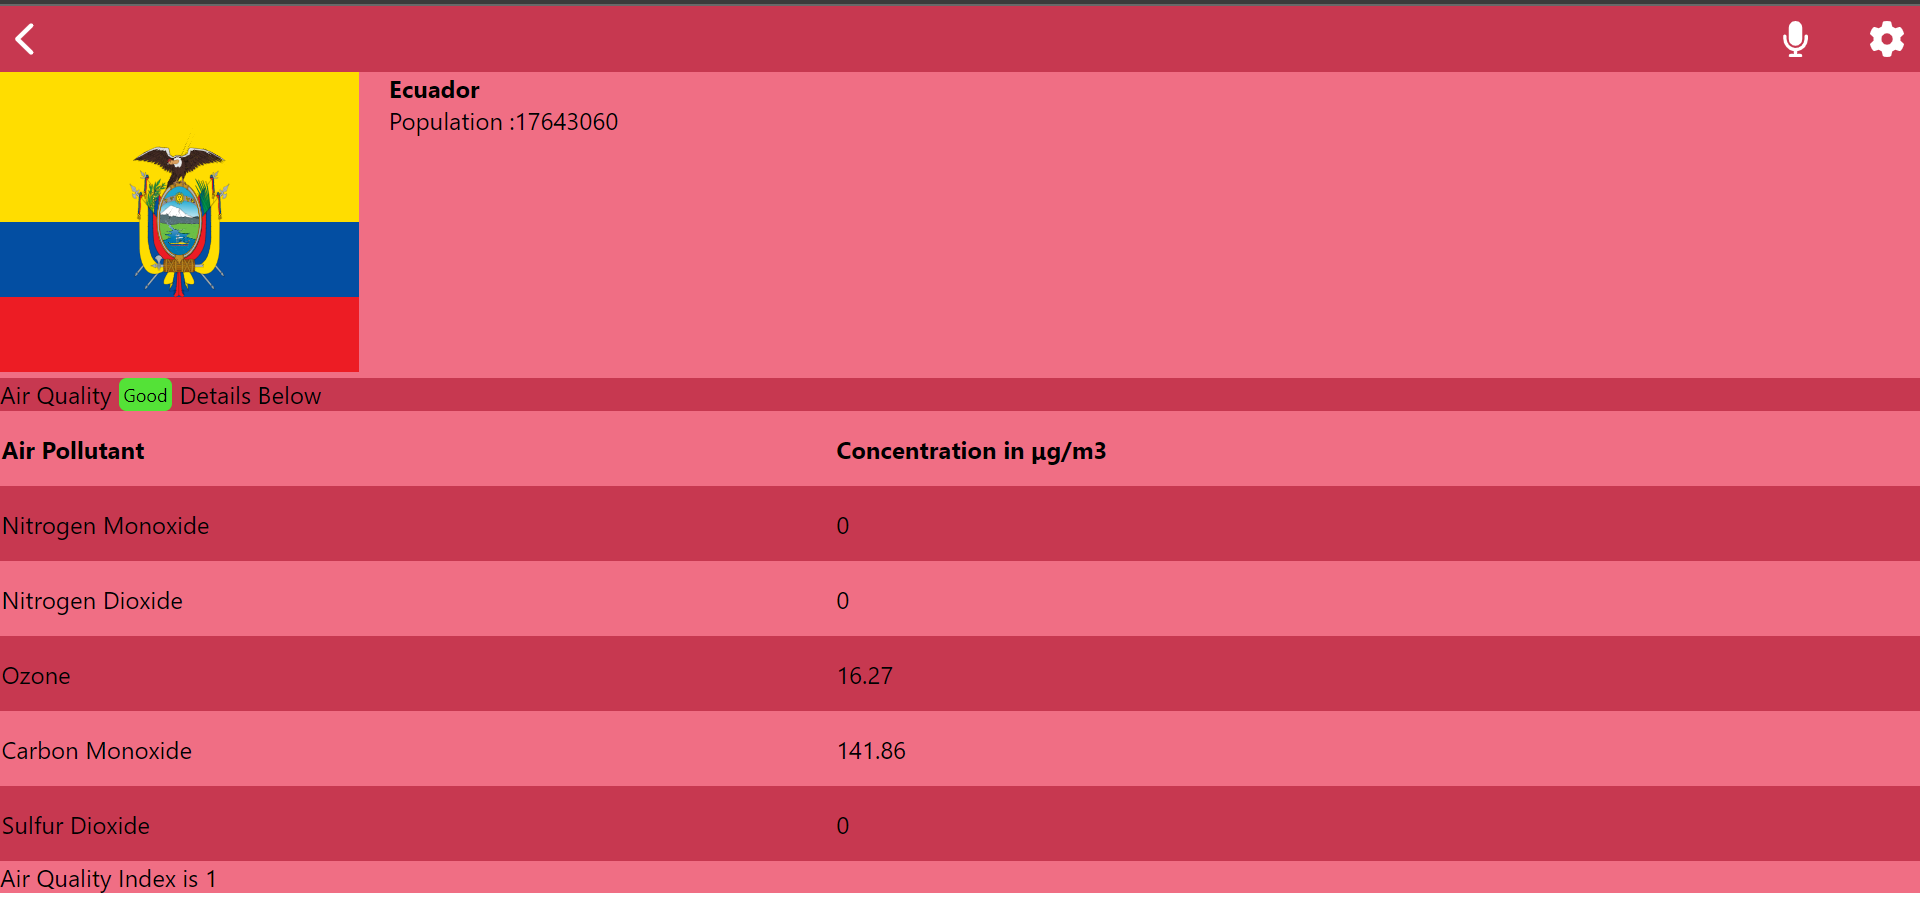 Ecuador
Population :17643060
Air Quality Good Details Below
Air Pollutant Concentration in µg/m3
Nitrogen Monoxide 0
Nitrogen Dioxide 0
Ozone 16.27
Carbon Monoxide 141.86
Sulfur Dioxide 0
Air Quality Index is 1